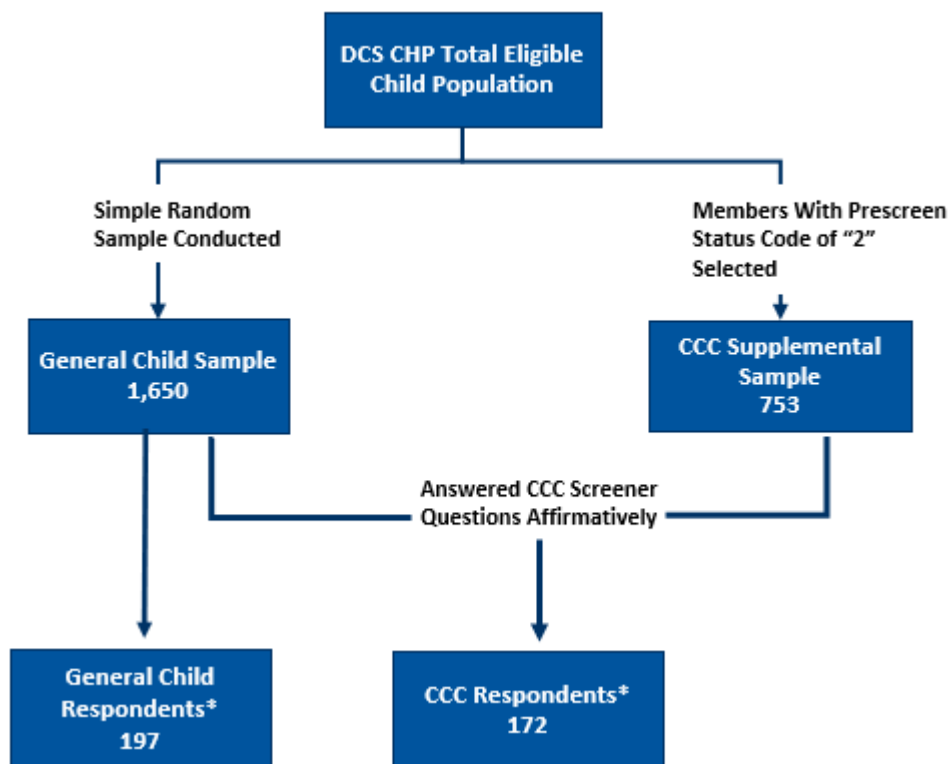 DCS CHP Total Eligible
Child Population
Simple Random
Sample Conducted
Members With Prescreen
Status Code of “2”
Selected
General Child Sample
1,650
CCC Supplemental
Sample
753
Answered CCC Screener
Questions Affirmatively
General Child
Respondents*
197
CCC Respondents*
172